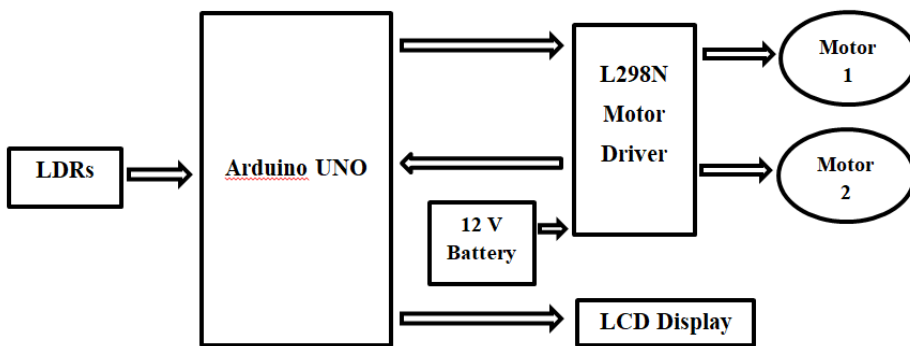 LDRs
Arduino UNO
12 V
Battery
L298N
Motor
Driver
Motor
1
Motor
2
LCD Display